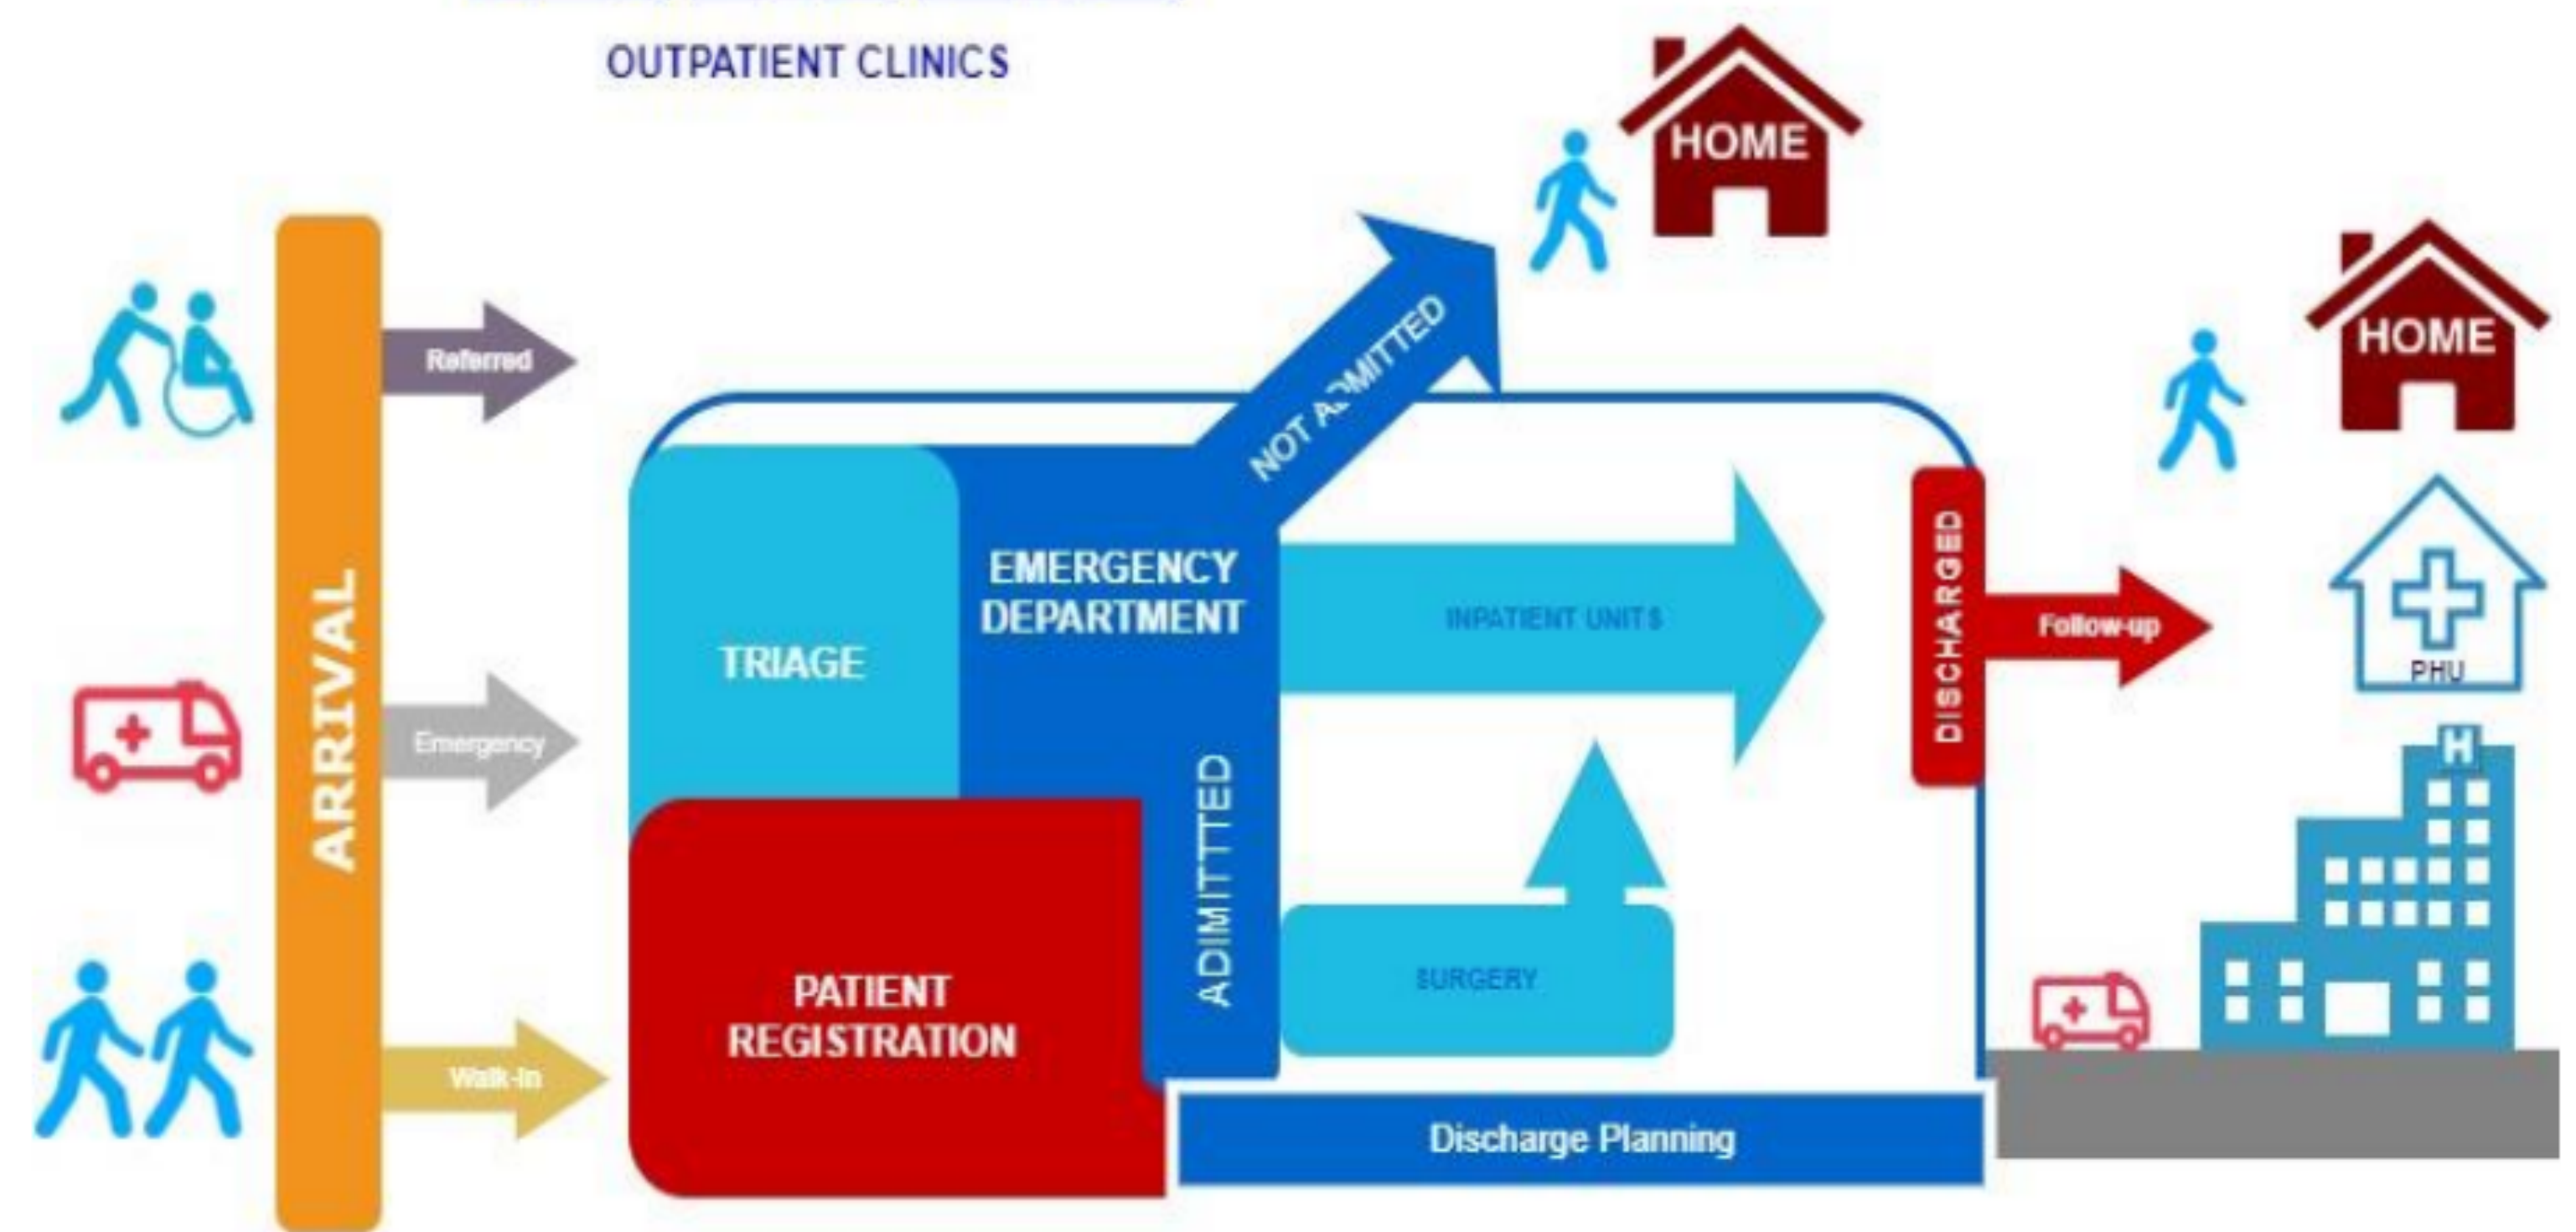 OUTPATIENT CLINICS
HOME
HOME
Referred
NOT ADMITTED
ARRIVAL
TRIAGE
EMERGENCY
DEPARTMENT
INPATIENT UNITS
DISCHARGED
Follow-up
PHU
Emergency
ADIMITTED
H
PATIENT
REGISTRATION
SURGERY
Walk-in
Discharge Planning